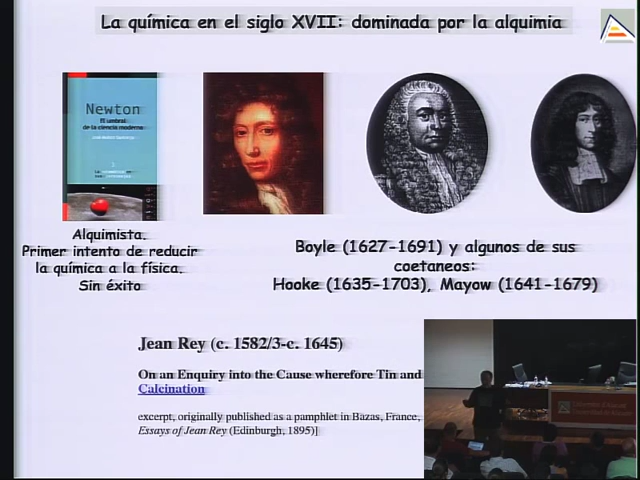 La química en el siglo XVII: dominada por la alquimia
Newton
El umbral
de la ciencia moderna
Alquimista.
Primer intento de reducir
la química a la física.
Sin éxito
Boyle (1627-1691) y algunos de sus
coetaneos:
Hooke (1635-1703), Mayow (1641-1679)
Jean Rey (c. 1582/3-c. 1645)
On an Enquiry into the Cause wherefore Tin and
Calcination
excerpt, originally published as a pamphlet in Bazas, France,
Essays of Jean Rey (Edinburgh, 1895)]